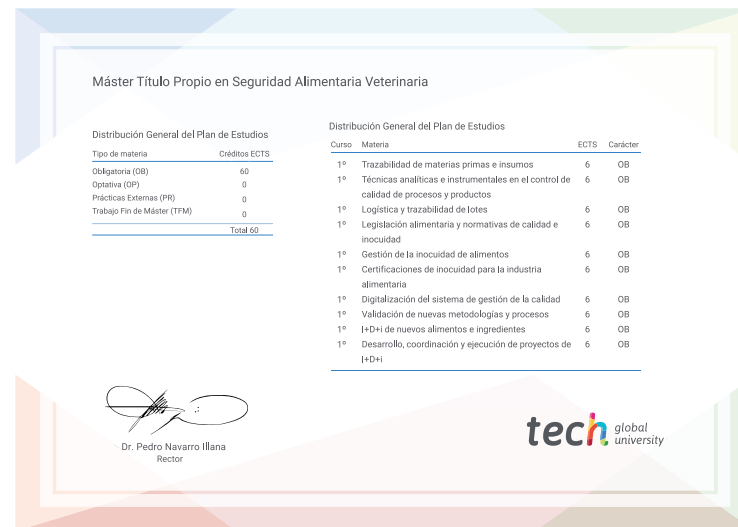 Máster Título Propio en Seguridad Alimentaria Veterinaria
Distribución General del Plan de Estudios
Tipo de materia Créditos ECTS
Obligatoria (OB) 60
Optativa (OP) 0
Prácticas Externas (PR) 0
Trabajo Fin de Máster (TFM) 0
Total 60
Distribución General del Plan de Estudios
Curso Materia ECTS Carácter
1º Trazabilidad de materias primas e insumos 6 OB
1º Técnicas analíticas e instrumentales en el control de 6 OB
calidad de procesos y productos
1º Logística y trazabilidad de lotes 6 OB
1º Legislación alimentaria y normativas de calidad e 6 OB
inocuidad
1º Gestión de la inocuidad de alimentos 6 OB
1º Certificaciones de inocuidad para la industria 6 OB
alimentaria
1º Digitalización del sistema de gestión de la calidad 6 OB
1º Validación de nuevas metodologías y procesos 6 OB
1º I+D+i de nuevos alimentos e ingredientes 6 OB
1º Desarrollo, coordinación y ejecución de proyectos de 6 OB
I+D+i
Dr. Pedro Navarro Illana
Rector
tech global
university